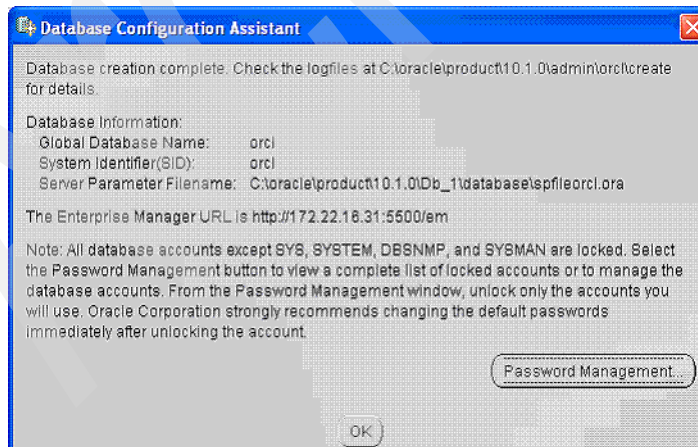 Database Configuration Assistant
Database creation complete. Check the logfiles at C:\oracle\product\10.1.0\admin\orcl\create
for details.
Database Information:
Global Database Name: orcl
System Identifier(SID): orcl
Server Parameter Filename: C:\oracle\product\10.1.0\Db_1\database\spfileorcl.ora
The Enterprise Manager URL is http://172.22.16.31:5500/em
Note: All database accounts except SYS, SYSTEM, DBSNMP, and SYSMAN are locked. Select
the Password Management button to view a complete list of locked accounts or to manage the
database accounts. From the Password Management window, unlock only the accounts you
will use. Oracle Corporation strongly recommends changing the default passwords
immediately after unlocking the account.
Password Management...
OK